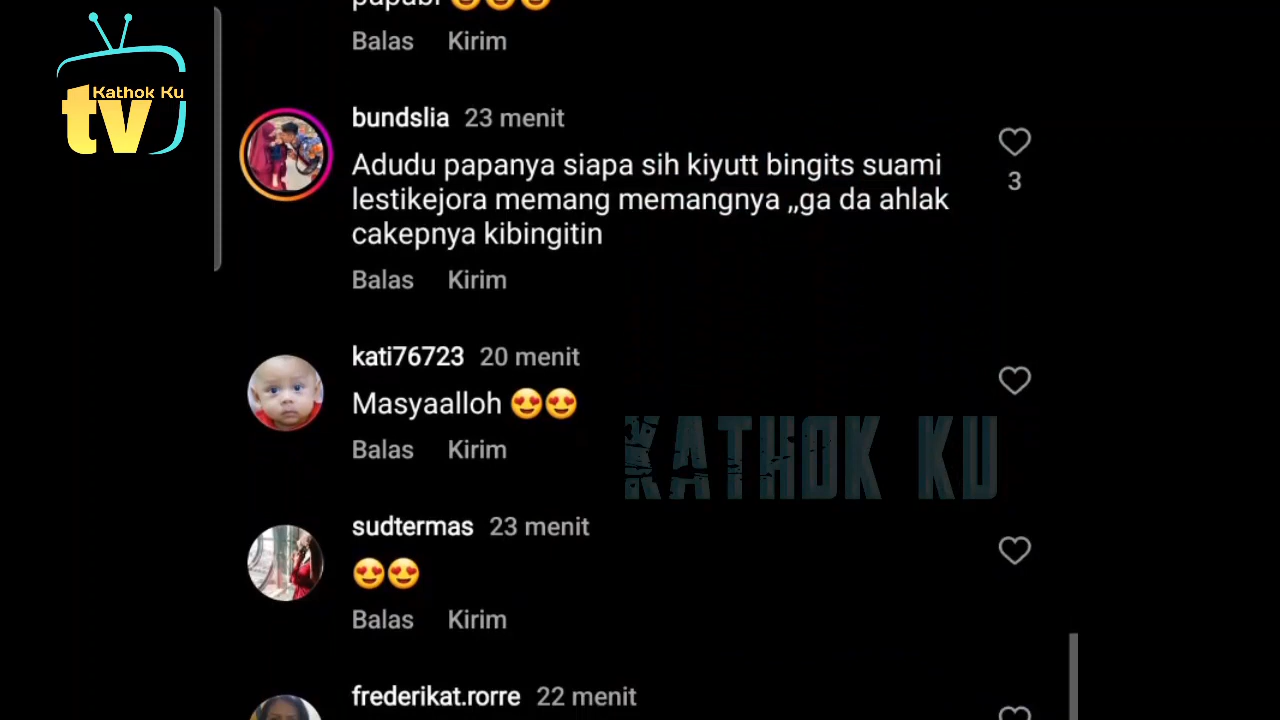 Kathok Ku
tv
Balas Kirim
bundslia 23 menit
Adudu papanya siapa sih kiyutt bingits suami
lestikejora memang memangnya ,,ga da ahlak
cakepnya kibingitin
3
Balas Kirim
kati76723 20 menit
Masyaalloh 😍😍
Balas Kirim
KATHOK KU
sudtermas 23 menit
😍😍
Balas Kirim
frederikat.rorre 22 menit